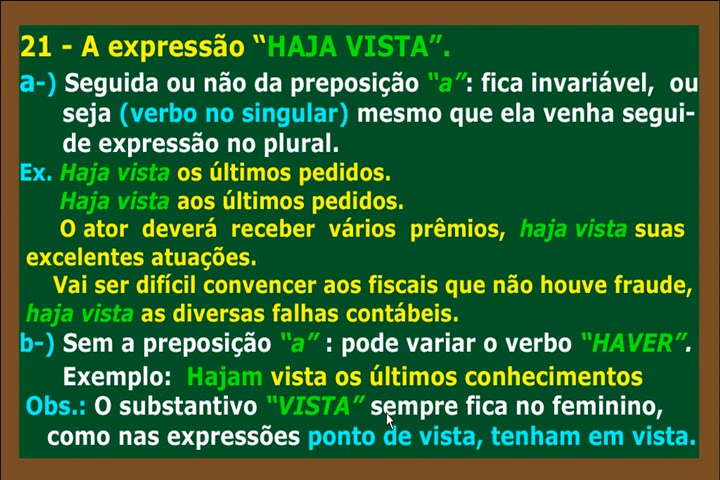 21 - A expressão “HAJA VISTA”.
a-) Seguida ou não da preposição “a”: fica invariável, ou
seja (verbo no singular) mesmo que ela venha segui-
de expressão no plural.
Ex. Haja vista os últimos pedidos.
Haja vista aos últimos pedidos.
O ator deverá receber vários prêmios, haja vista suas
excelentes atuações.
Vai ser difícil convencer aos fiscais que não houve fraude,
haja vista as diversas falhas contábeis.
b-) Sem a preposição “a” : pode variar o verbo “HAVER”.
Exemplo: Hajam vista os últimos conhecimentos
Obs.: O substantivo “VISTA” sempre fica no feminino,
como nas expressões ponto de vista, tenham em vista.